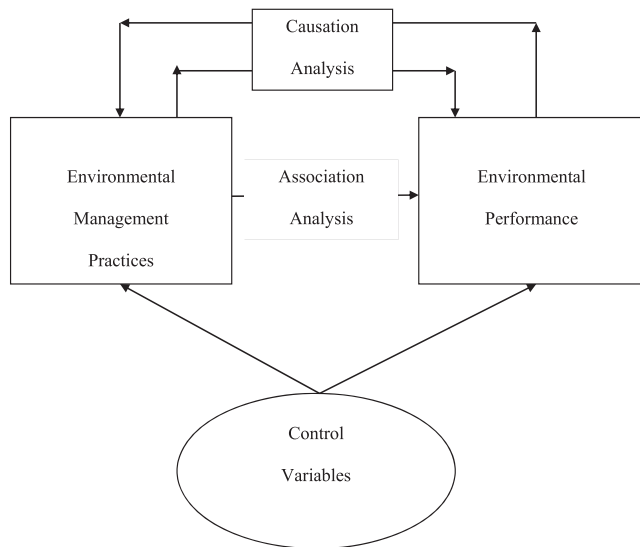 Causation
Analysis
Environmental
Management
Practices
Association
Analysis
Environmental
Performance
Control
Variables